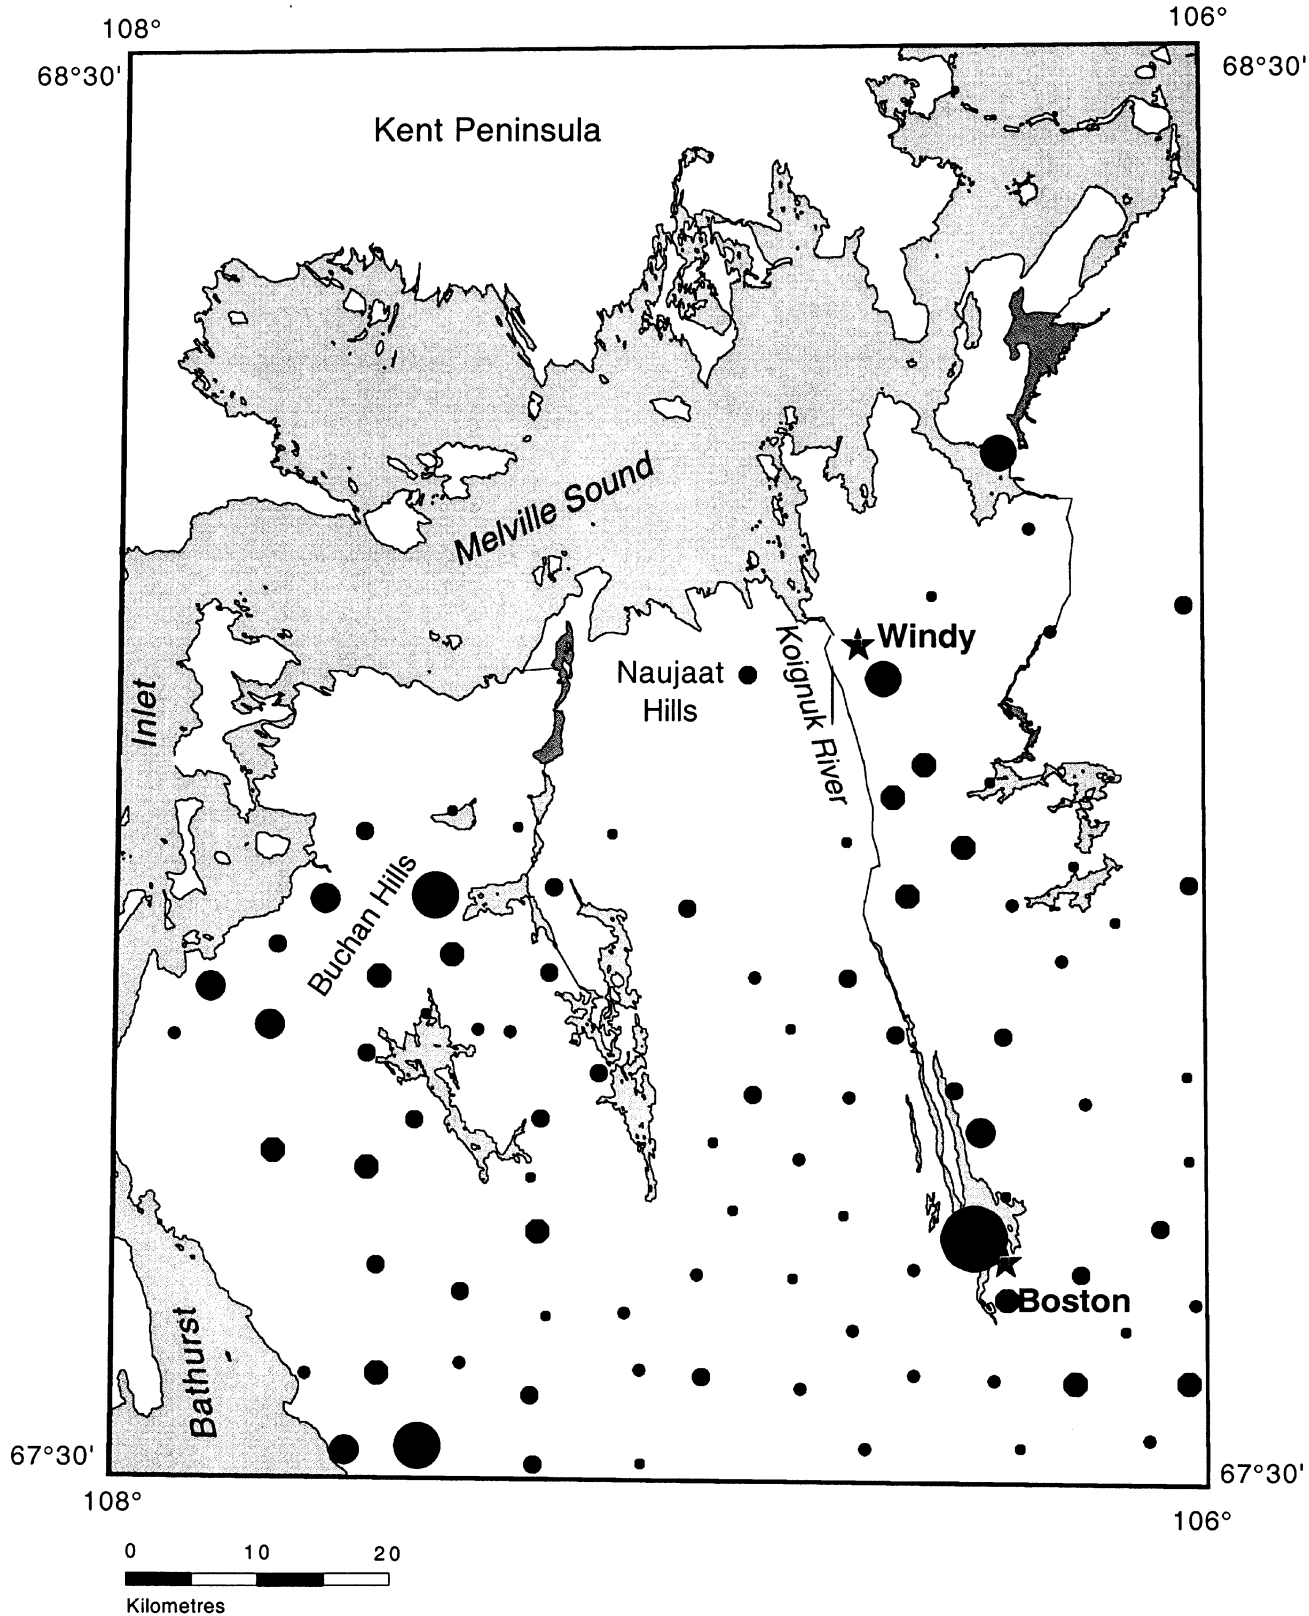 108°
106°
68°30'
68°30'
Kent Peninsula
Melville Sound
Windy
Naujaat
Hills
Koignuk River
Inlet
Buchan Hills
Boston
Bathurst
67°30'
67°30'
108°
106°
0 10 20
Kilometres